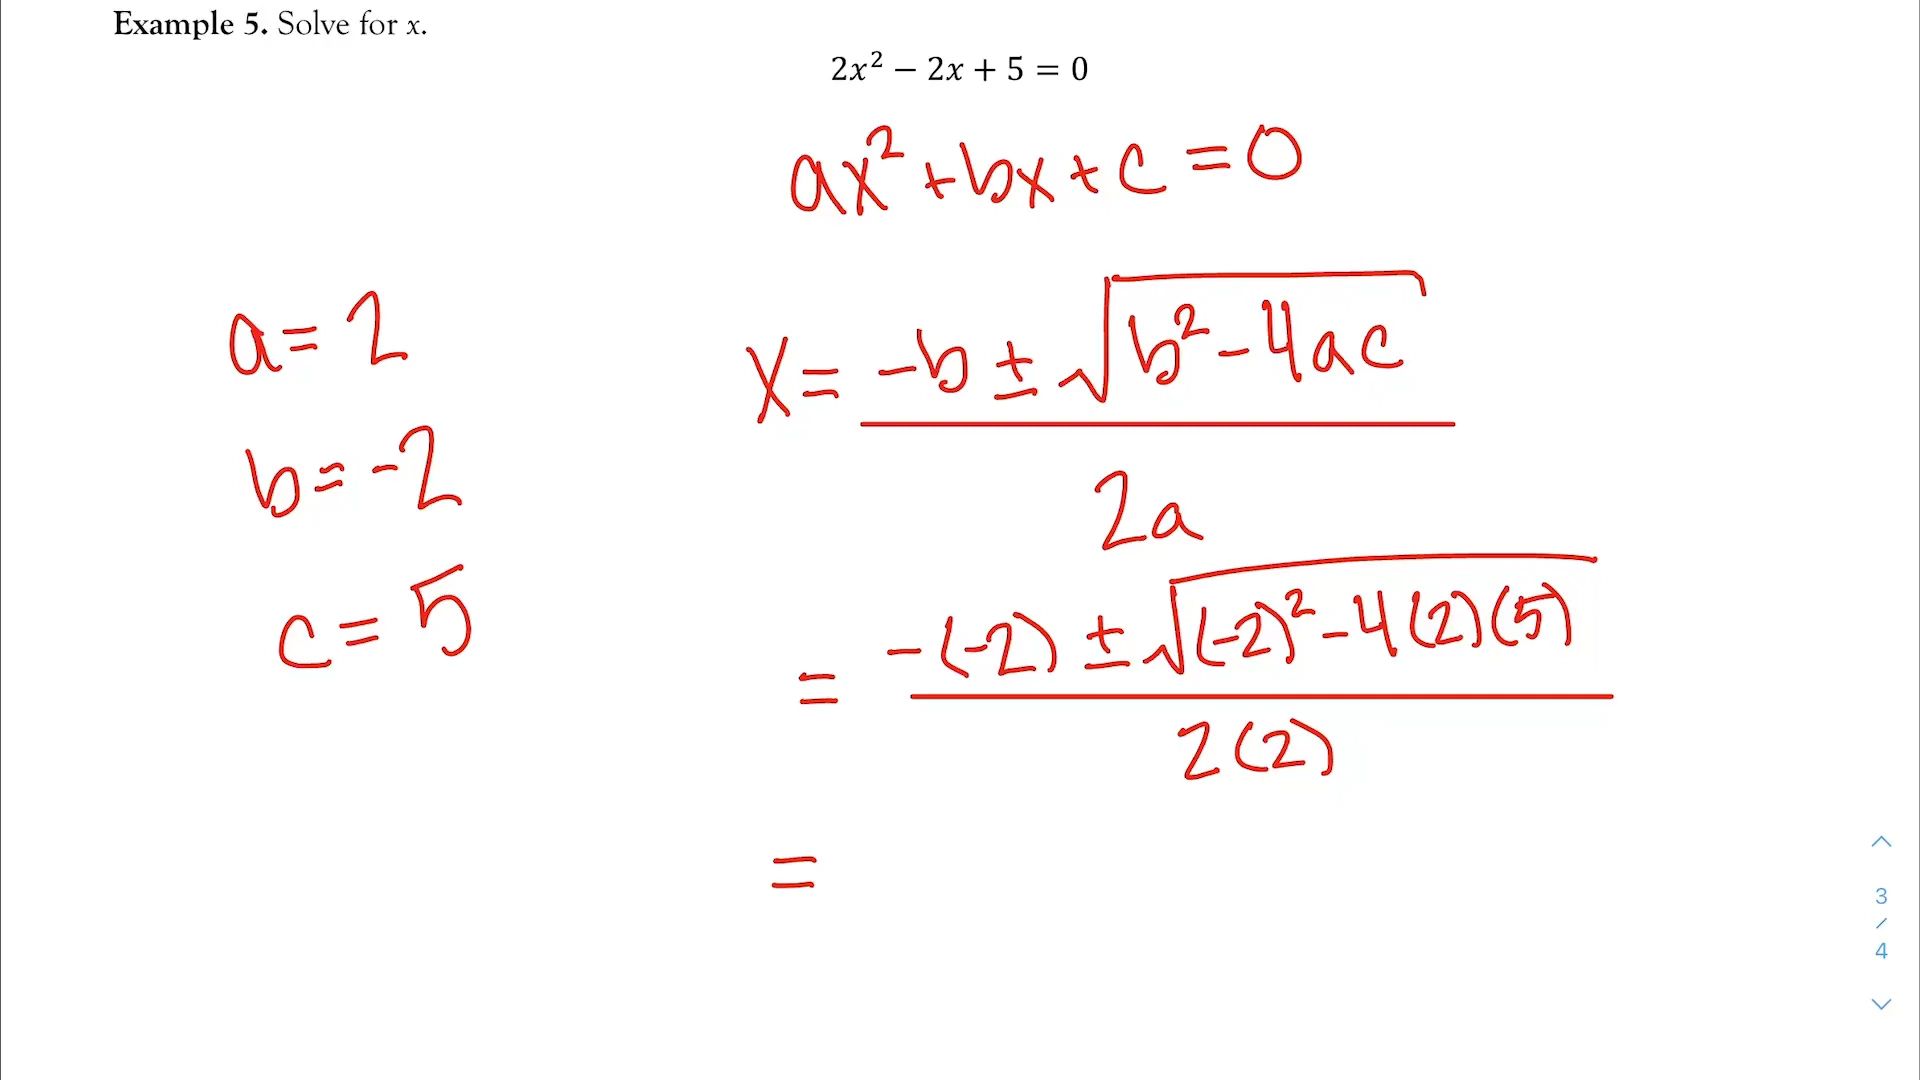 Example 5. Solve for x.
2x² − 2x + 5 = 0
ax² + bx + c = 0
a = 2
x = -b ± √(b² - 4ac)
b = -2
2a
c = 5
= -(-2) ± √((-2)² - 4(2)(5))
2(2)
=
3
/
4